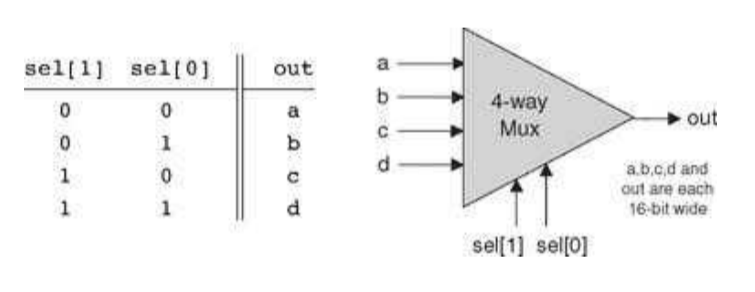 sel[1] sel[0] out
0 0 a
0 1 b
1 0 c
1 1 d
a
b
c
d
4-way
Mux
out
a,b,c,d and
out are each
16-bit wide
sel[1] sel[0]